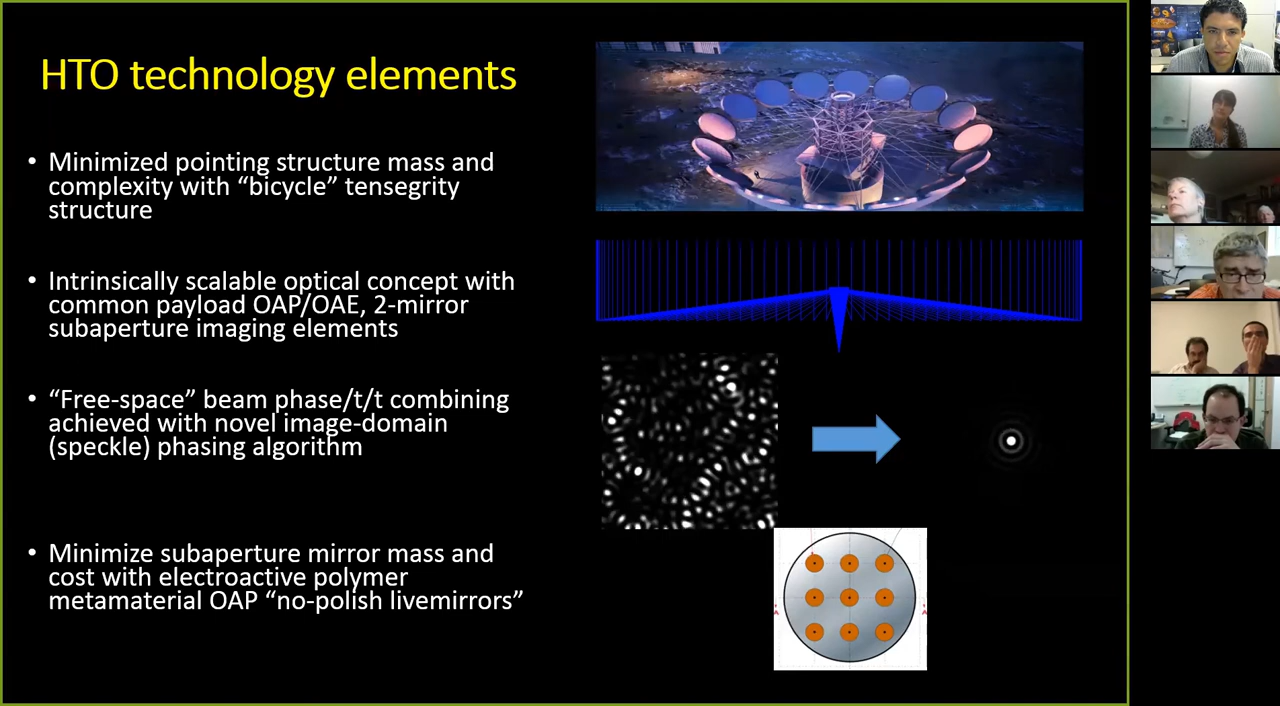 HTO technology elements
• Minimized pointing structure mass and
complexity with “bicycle” tensegrity
structure
• Intrinsically scalable optical concept with
common payload OAP/OAE, 2-mirror
subaperture imaging elements
• “Free-space” beam phase/t/t combining
achieved with novel image-domain
(speckle) phasing algorithm
• Minimize subaperture mirror mass and
cost with electroactive polymer
metamaterial OAP “no-polish livemirrors”